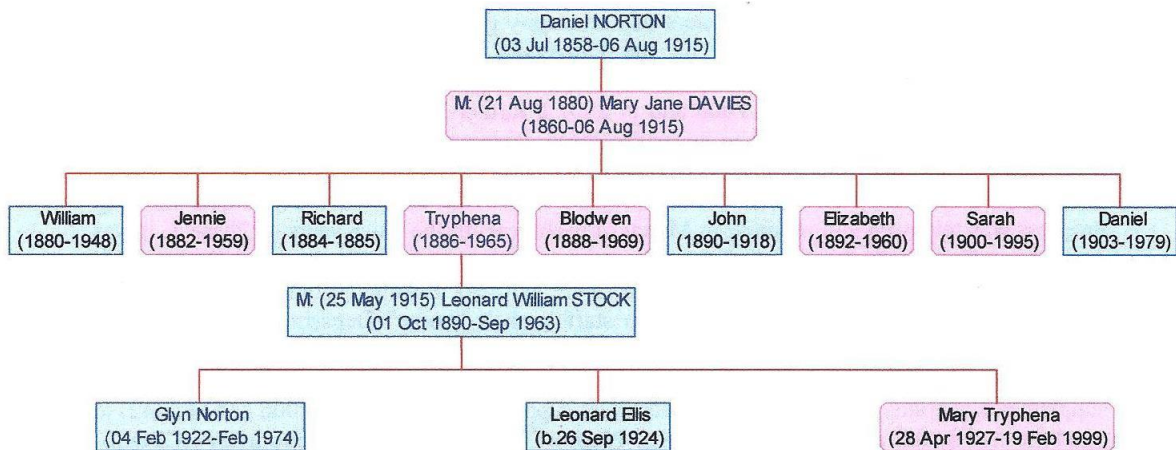 Daniel NORTON
(03 Jul 1858-06 Aug 1915)
M: (21 Aug 1880) Mary Jane DAVIES
(1860-06 Aug 1915)
William
(1880-1948)
Jennie
(1882-1959)
Richard
(1884-1885)
Tryphena
(1886-1965)
Blodwen
(1888-1969)
John
(1890-1918)
Elizabeth
(1892-1960)
Sarah
(1900-1995)
Daniel
(1903-1979)
M: (25 May 1915) Leonard William STOCK
(01 Oct 1890-Sep 1963)
Glyn Norton
(04 Feb 1922-Feb 1974)
Leonard Ellis
(b.26 Sep 1924)
Mary Tryphena
(28 Apr 1927-19 Feb 1999)